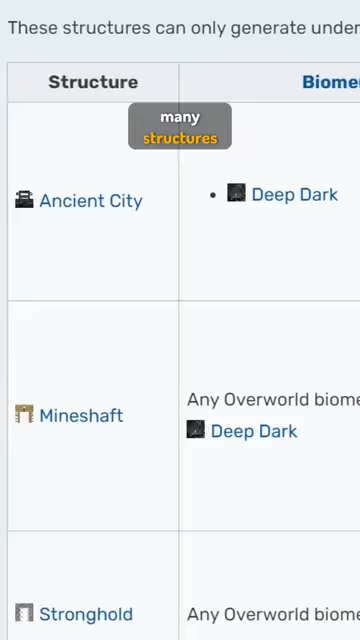 These structures can only generate under
Structure
Biome
many
structures
Ancient City
Deep Dark
Mineshaft
Any Overworld biome
Deep Dark
Stronghold
Any Overworld biome